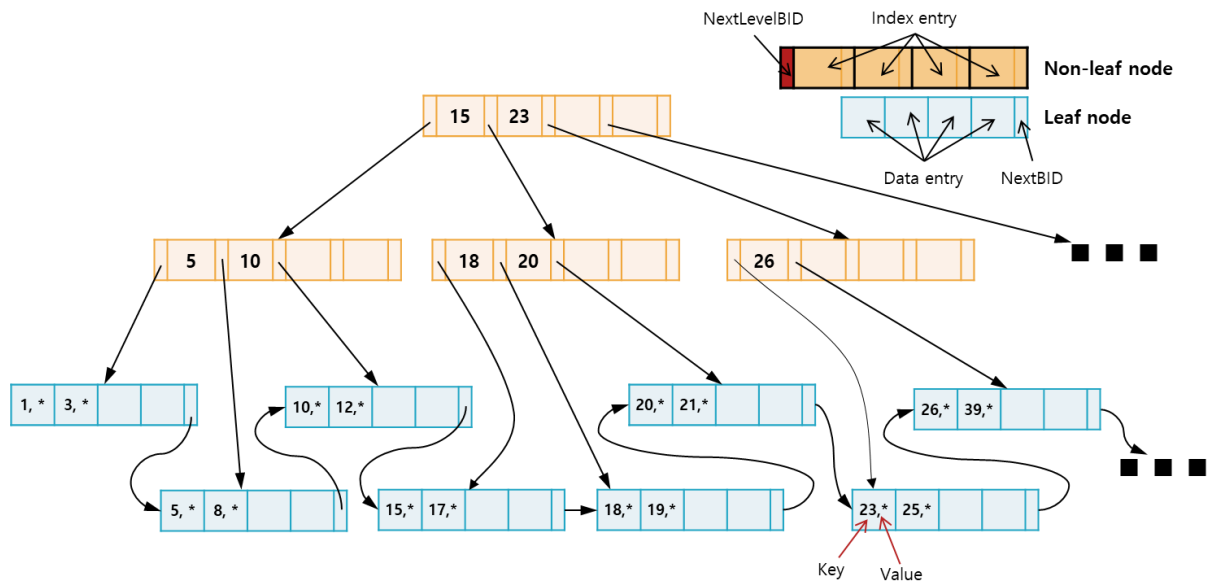 NextLevelBID
Index entry
Non-leaf node
Leaf node
Data entry
NextBID
15 23
5 10
18 20
26
1, * 3, *
10,* 12,*
20,* 21,*
26,* 39,*
5, * 8, *
15,* 17,*
18,* 19,*
23,* 25,*
Key
Value